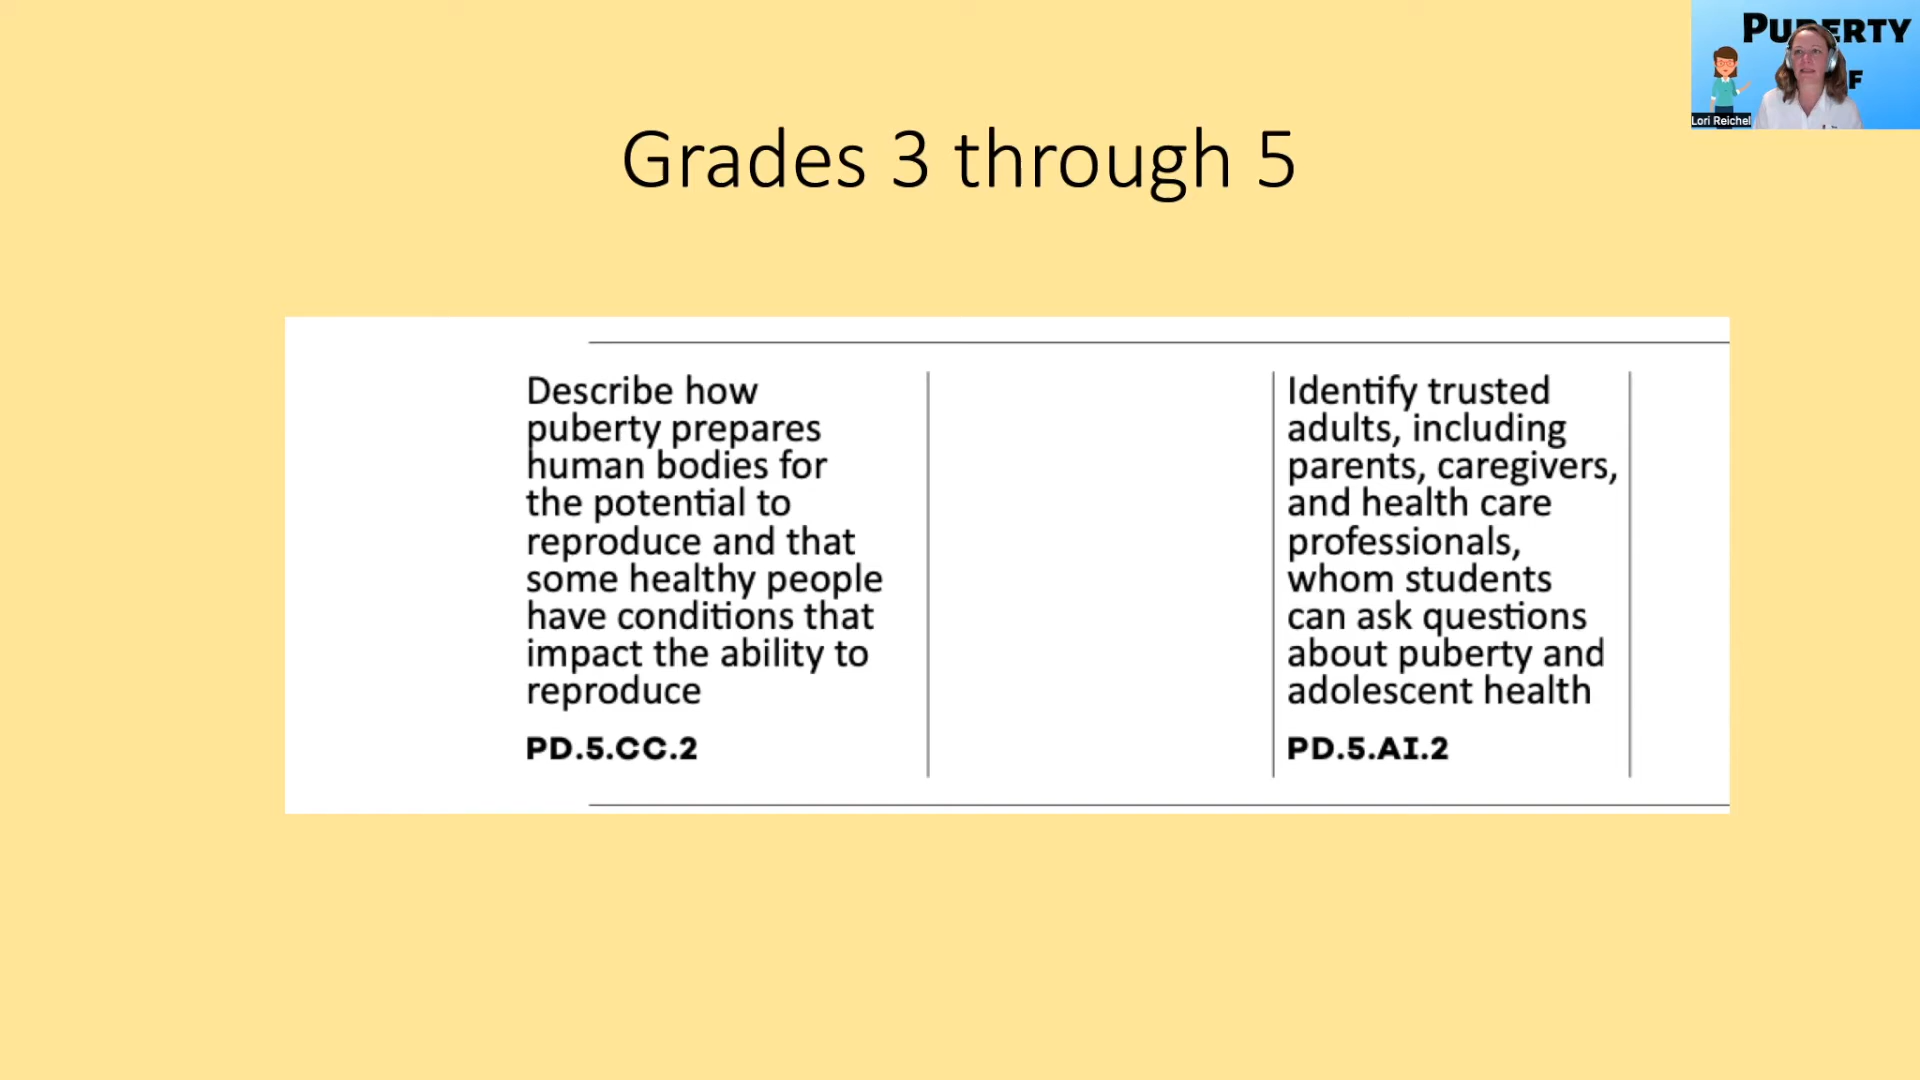 PUBERTY
F
Lori Reichel
Grades 3 through 5
Describe how
puberty prepares
human bodies for
the potential to
reproduce and that
some healthy people
have conditions that
impact the ability to
reproduce
PD.5.CC.2
Identify trusted
adults, including
parents, caregivers,
and health care
professionals,
whom students
can ask questions
about puberty and
adolescent health
PD.5.AI.2